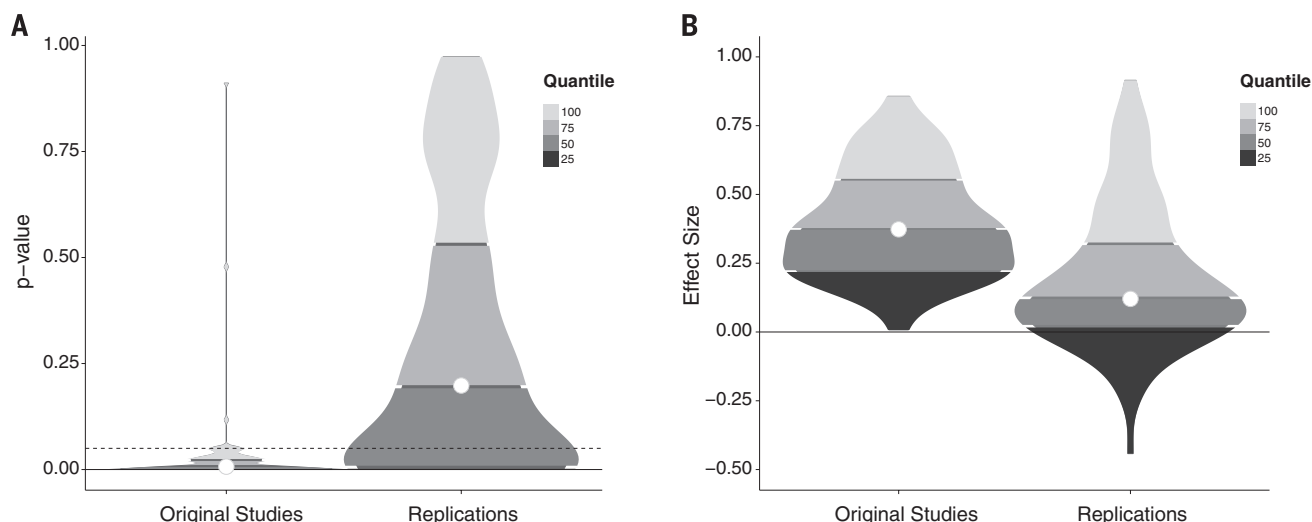 A
p−value
1.00
0.75
0.50
0.25
0.00
Original Studies
Replications
Quantile
100
75
50
25
B
Effect Size
1.00
0.75
0.50
0.25
0.00
−0.25
−0.50
Original Studies
Replications
Quantile
100
75
50
25